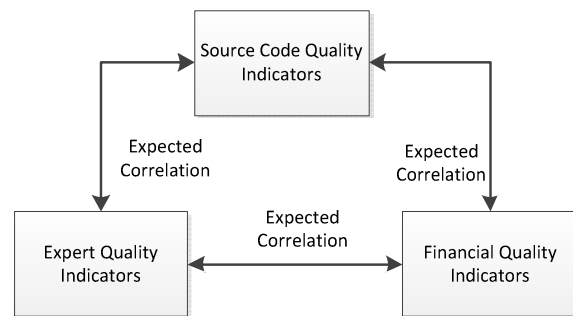 Source Code Quality
Indicators
Expected
Correlation
Expected
Correlation
Expected
Correlation
Expert Quality
Indicators
Financial Quality
Indicators